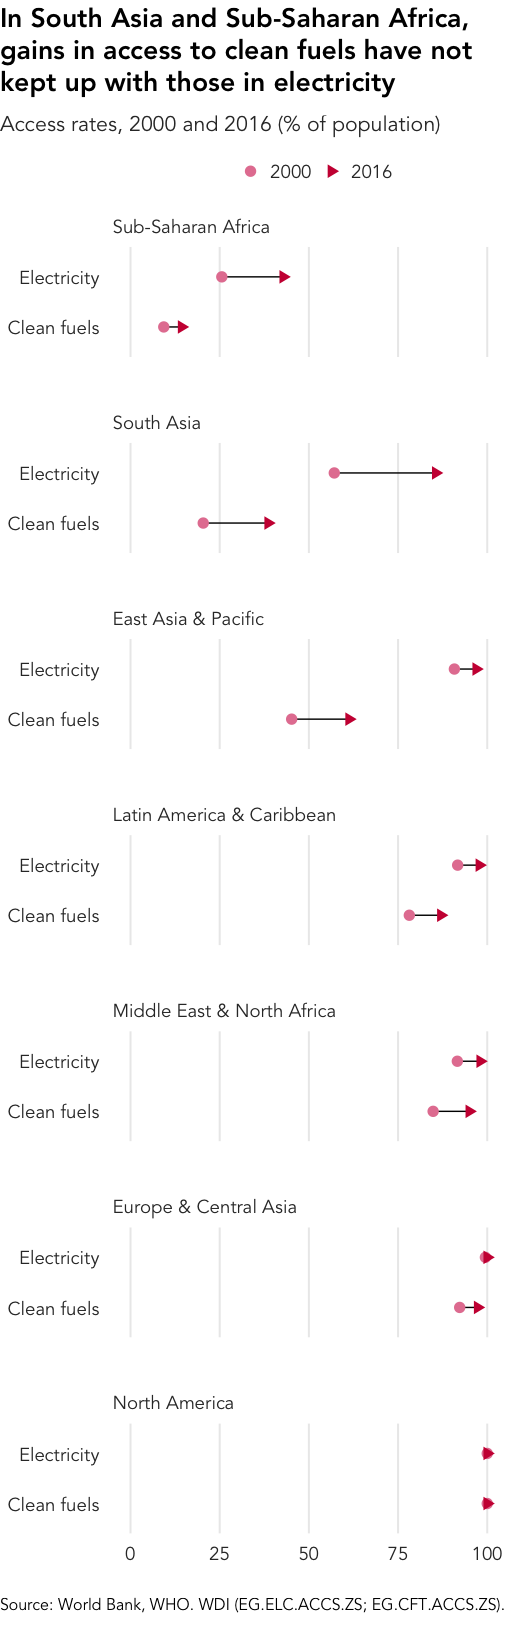 In South Asia and Sub-Saharan Africa,
gains in access to clean fuels have not
kept up with those in electricity
Access rates, 2000 and 2016 (% of population)
2000 2016
Sub-Saharan Africa
Electricity
Clean fuels
South Asia
Electricity
Clean fuels
East Asia & Pacific
Electricity
Clean fuels
Latin America & Caribbean
Electricity
Clean fuels
Middle East & North Africa
Electricity
Clean fuels
Europe & Central Asia
Electricity
Clean fuels
North America
Electricity
Clean fuels
0 25 50 75 100
Source: World Bank, WHO. WDI (EG.ELC.ACCS.ZS; EG.CFT.ACCS.ZS).